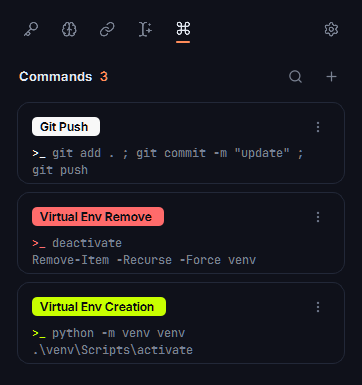 Commands 3
Git Push
>_ git add . ; git commit -m "update" ;
git push
Virtual Env Remove
>_ deactivate
Remove-Item -Recurse -Force venv
Virtual Env Creation
>_ python -m venv venv
.\venv\Scripts\activate